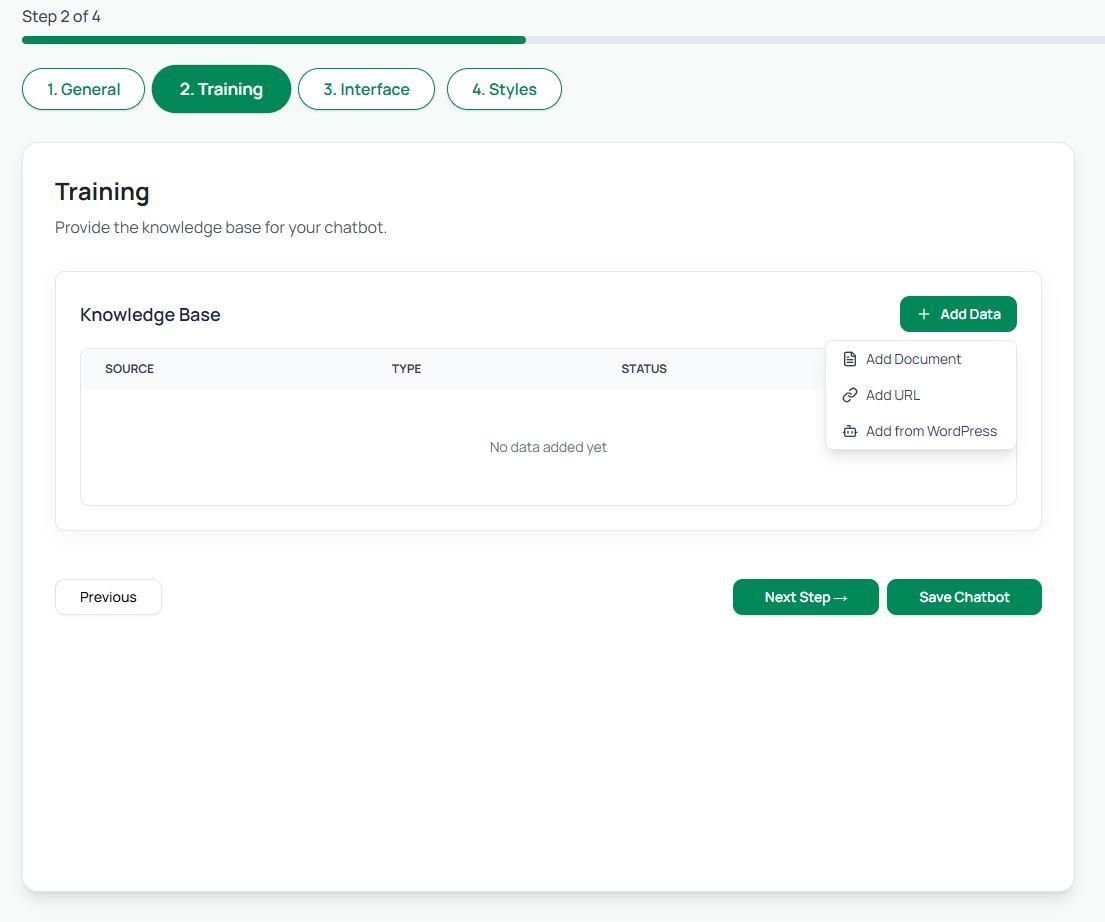 Step 2 of 4
1. General 2. Training 3. Interface 4. Styles
Training
Provide the knowledge base for your chatbot.
Knowledge Base
+ Add Data
SOURCE TYPE STATUS
Add Document
Add URL
Add from WordPress
No data added yet
Previous Next Step → Save Chatbot